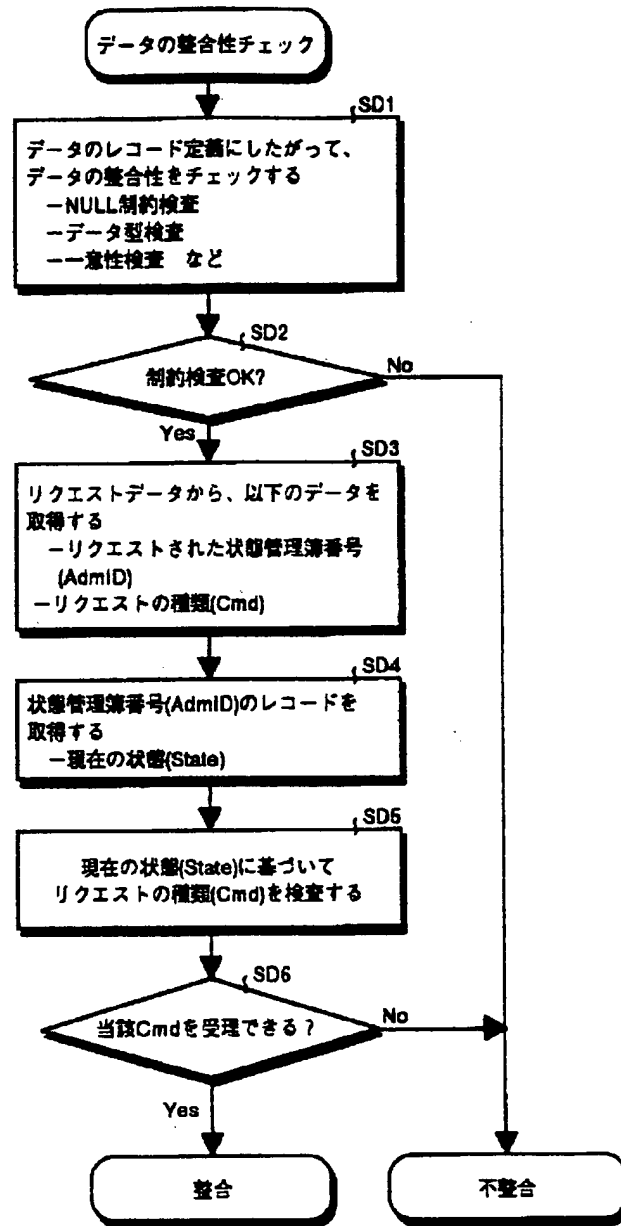 データの整合性チェック
SD1
データのレコード定義にしたがって、
データの整合性をチェックする
ーNULL制約検査
ーデータ型検査
ー一意性検査 など
SD2
制約検査OK?
No
Yes
SD3
リクエストデータから、以下のデータを
取得する
ーリクエストされた状態管理簿番号
(AdmID)
ーリクエストの種類(Cmd)
SD4
状態管理簿番号(AdmID)のレコードを
取得する
ー現在の状態(State)
SD5
現在の状態(State)に基づいて
リクエストの種類(Cmd)を検査する
SD6
当該Cmdを受理できる?
No
Yes
整合
不整合